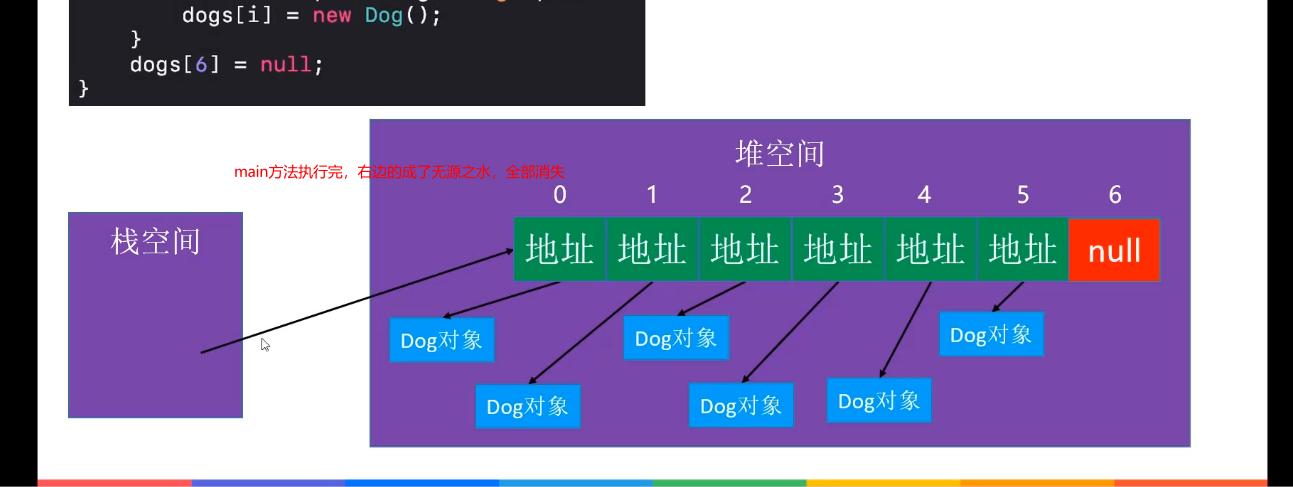 dogs[i] = new Dog();
}
dogs[6] = null;
}
堆空间
main方法执行完，右边的成了无源之水，全部消失
0 1 2 3 4 5 6
栈空间
地址 地址 地址 地址 地址 地址 null
Dog对象
Dog对象
Dog对象
Dog对象
Dog对象
Dog对象